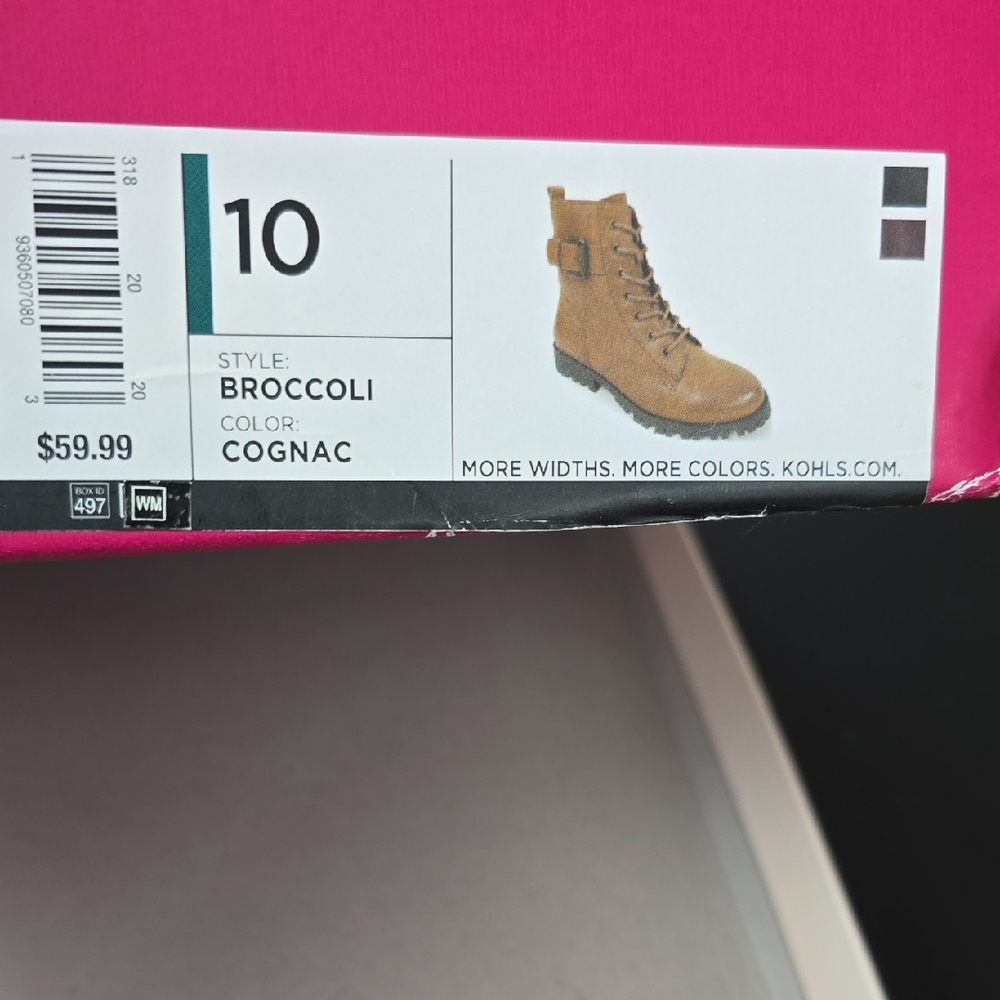 10
STYLE:
BROCCOLI
COLOR:
COGNAC
MORE WIDTHS. MORE COLORS. KOHLS.COM.
1
9360507080
3
318
20
20
$59.99
BOX ID
497
WM